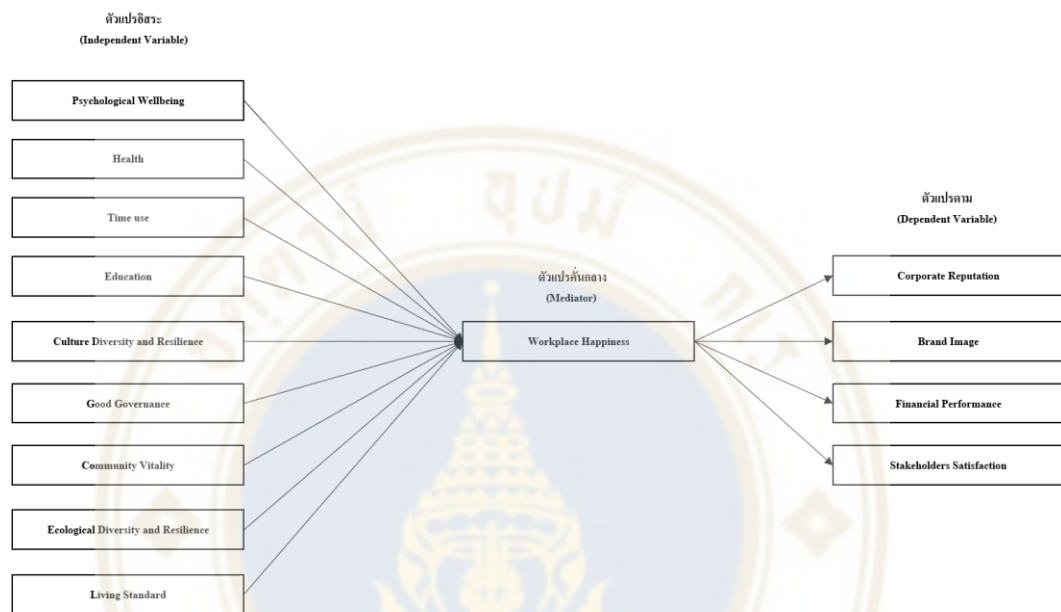 ตัวแปรอิสระ
(Independent Variable)
Psychological Wellbeing
Health
Time use
Education
Culture Diversity and Resilience
Good Governance
Community Vitality
Ecological Diversity and Resilience
Living Standard
ตัวแปรคั่นกลาง
(Mediator)
Workplace Happiness
ตัวแปรตาม
(Dependent Variable)
Corporate Reputation
Brand Image
Financial Performance
Stakeholders Satisfaction